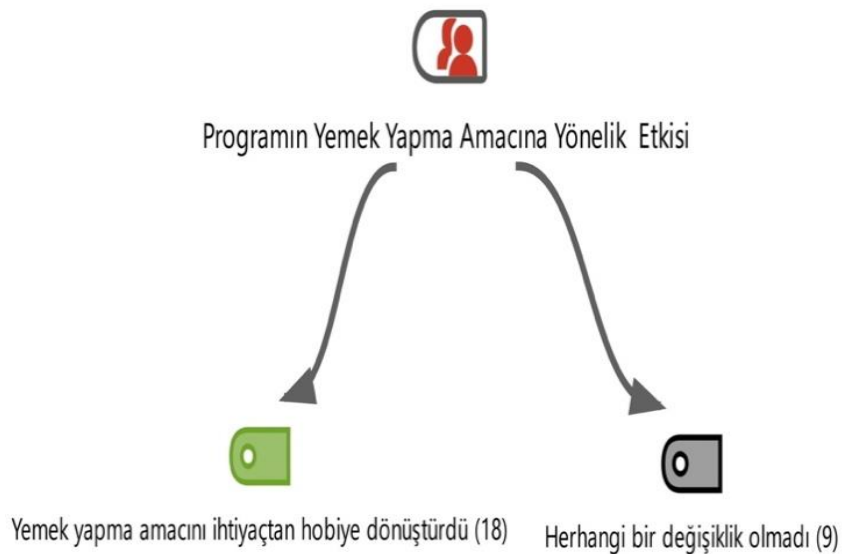 Programın Yemek Yapma Amacına Yönelik Etkisi
Yemek yapma amacını ihtiyaçtan hobiye dönüştürdü (18)
Herhangi bir değişiklik olmadı (9)